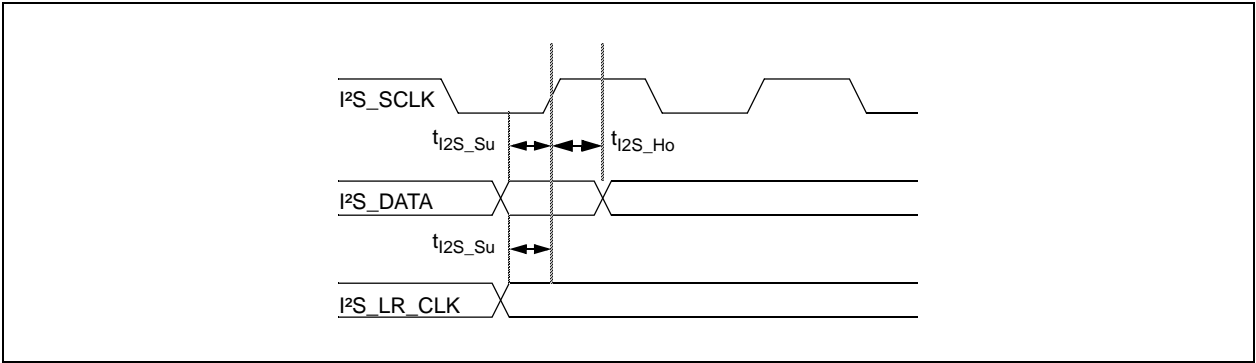 I²S_SCLK
tI2S_Su
tI2S_Ho
I²S_DATA
tI2S_Su
I²S_LR_CLK